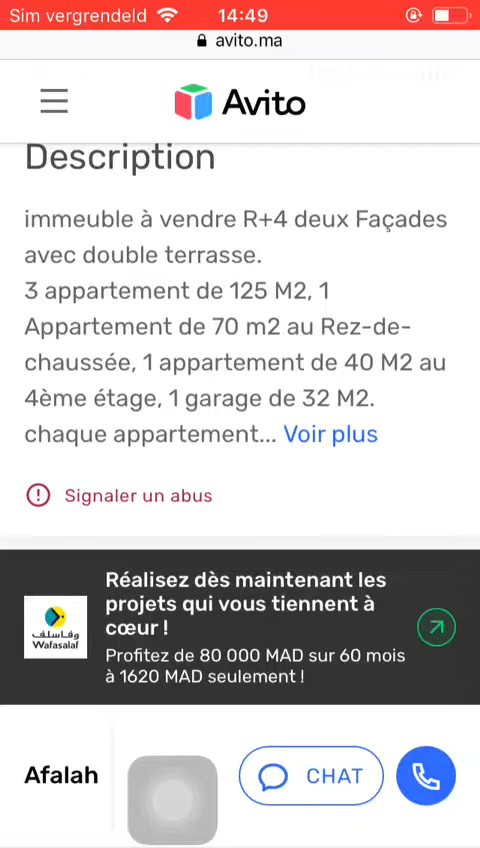 Sim vergrendeld 14:49
avito.ma
Avito
Description
immeuble à vendre R+4 deux Façades
avec double terrasse.
3 appartement de 125 M2, 1
Appartement de 70 m2 au Rez-de-
chaussée, 1 appartement de 40 M2 au
4ème étage, 1 garage de 32 M2.
chaque appartement... Voir plus
Signaler un abus
Réalisez dès maintenant les
projets qui vous tiennent à
cœur !
Profitez de 80 000 MAD sur 60 mois
à 1620 MAD seulement !
وفاسلف
Wafasalaf
Afalah
CHAT